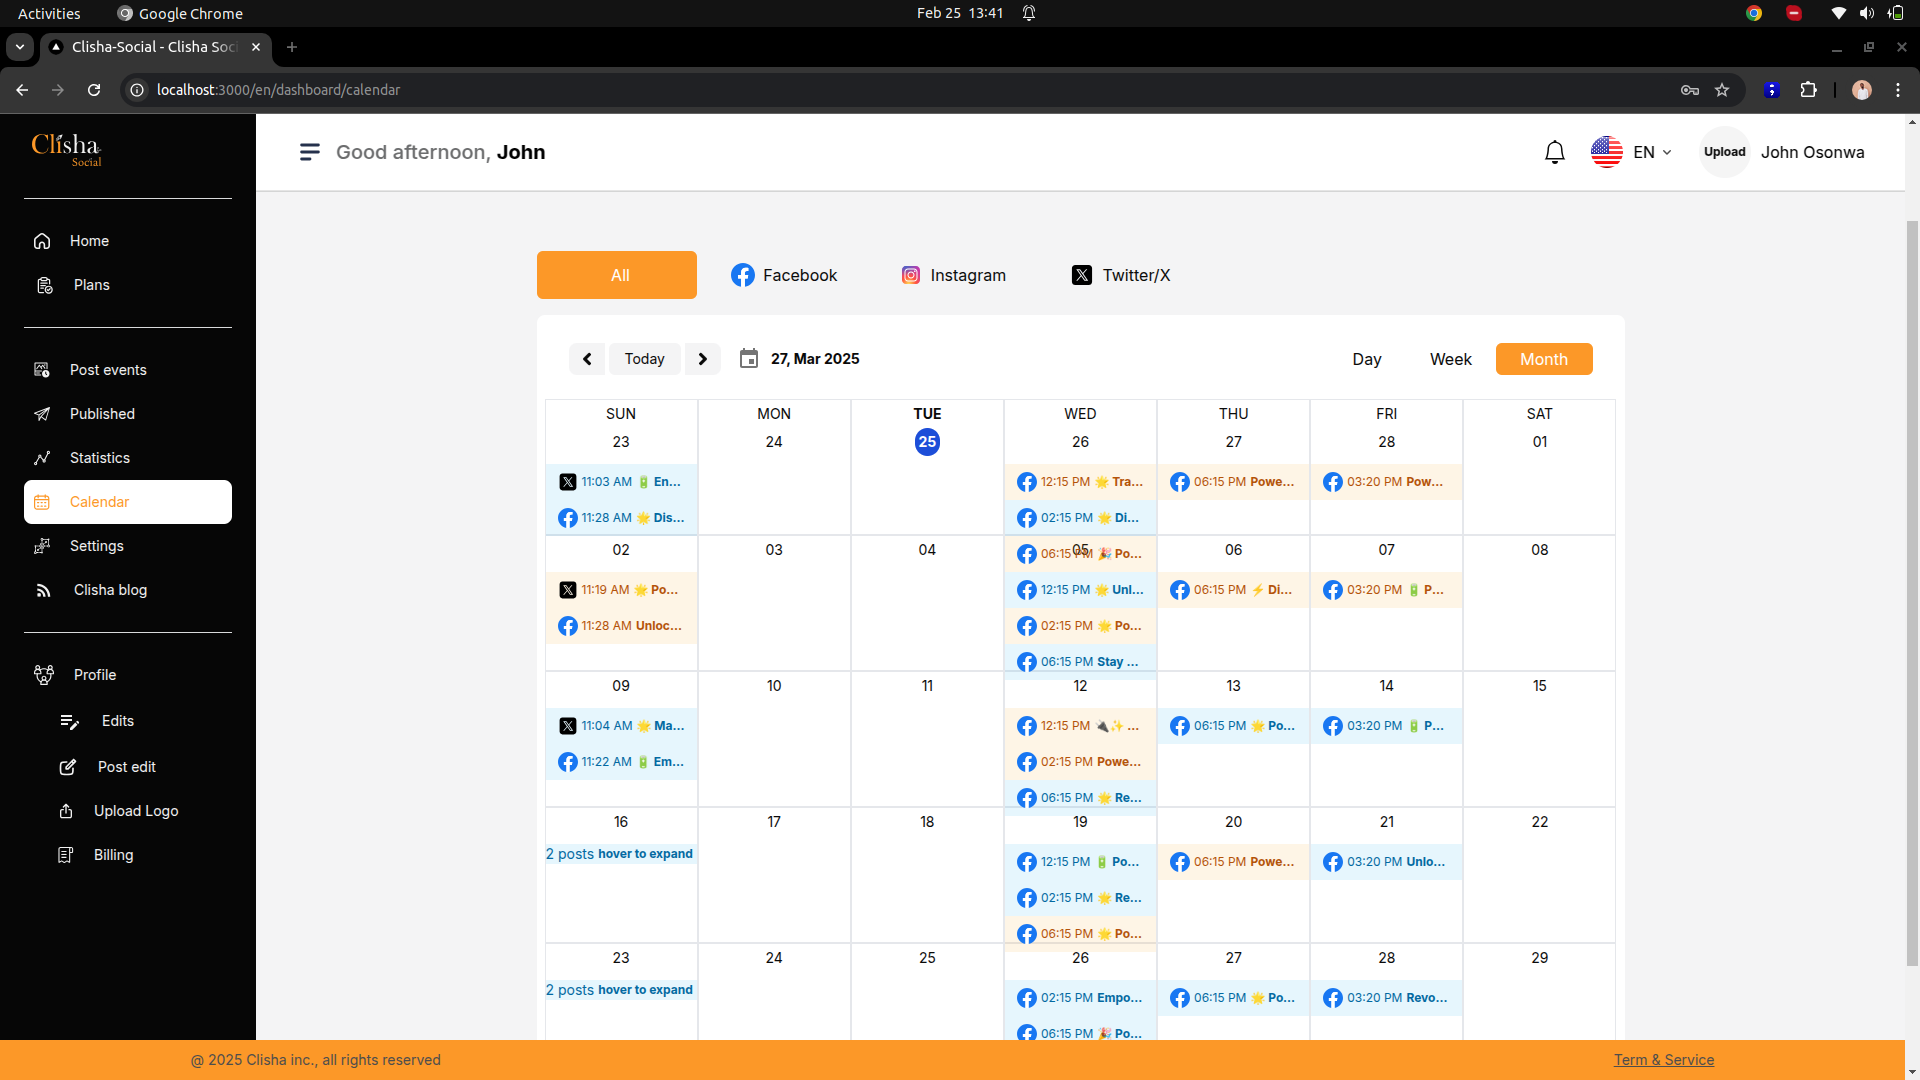 Activities
Google Chrome
Feb 25 13:41
Clisha-Social - Clisha Soc
localhost:3000/en/dashboard/calendar
Clisha
Social
Good afternoon, John
EN
Upload
John Osonwa
Home
Plans
Post events
Published
Statistics
Calendar
Settings
Clisha blog
Profile
Edits
Post edit
Upload Logo
Billing
All
Facebook
Instagram
Twitter/X
Today
27, Mar 2025
Day
Week
Month
SUN MON TUE WED THU FRI SAT
23 24 25 26 27 28 01
11:03 AM 🔋 En...
11:28 AM 🌟 Dis...
12:15 PM 🌟 Tra...
02:15 PM 🌟 Di...
06:15 PM 🎉 Po...
06:15 PM Powe...
03:20 PM Pow...
02 03 04 05 06 07 08
11:19 AM 🌟 Po...
11:28 AM Unloc...
12:15 PM 🌟 Unl...
02:15 PM 🌟 Po...
06:15 PM Stay ...
06:15 PM ⚡ Di...
03:20 PM 🔋 P...
09 10 11 12 13 14 15
11:04 AM 🌟 Ma...
11:22 AM 🔋 Em...
12:15 PM 🔌✨ ...
02:15 PM Powe...
06:15 PM 🌟 Re...
06:15 PM 🌟 Po...
03:20 PM 🔋 P...
16 17 18 19 20 21 22
2 posts hover to expand
12:15 PM 🔋 Po...
02:15 PM 🌟 Re...
06:15 PM 🌟 Po...
06:15 PM Powe...
03:20 PM Unlo...
23 24 25 26 27 28 29
2 posts hover to expand
02:15 PM Empo...
06:15 PM 🎉 Po...
06:15 PM 🌟 Po...
03:20 PM Revo...
@ 2025 Clisha inc., all rights reserved
Term & Service